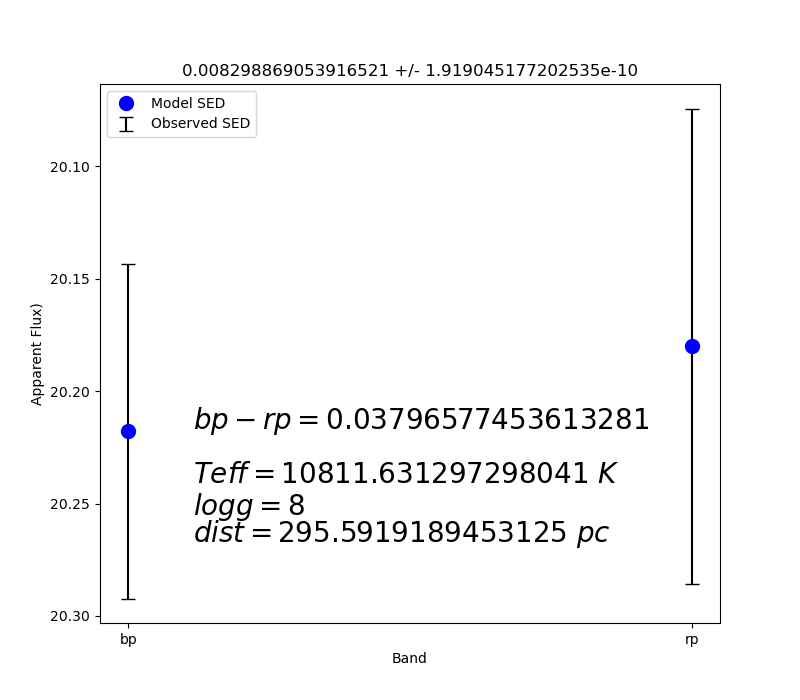 0.008298869053916521 +/- 1.919045177202535e-10
Model SED
Observed SED
20.10
20.15
20.20
20.25
20.30
Apparent Flux)
bp − rp = 0.03796577453613281
Teff = 10811.631297298041 K
logg = 8
dist = 295.5919189453125 pc
bp
rp
Band